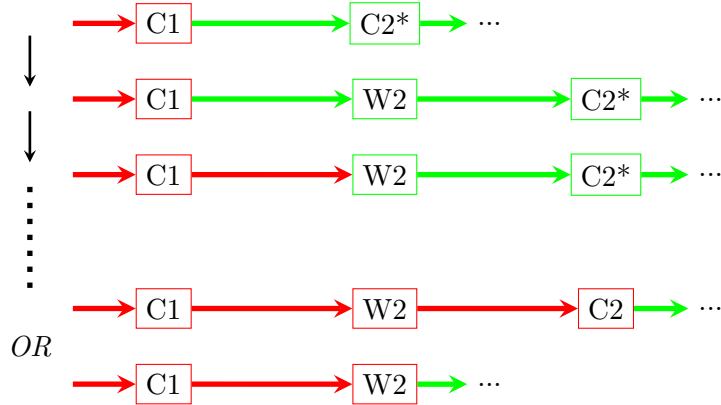 C1 C2* ...
C1 W2 C2* ...
C1 W2 C2* ...
C1 W2 C2 ...
OR
C1 W2 ...